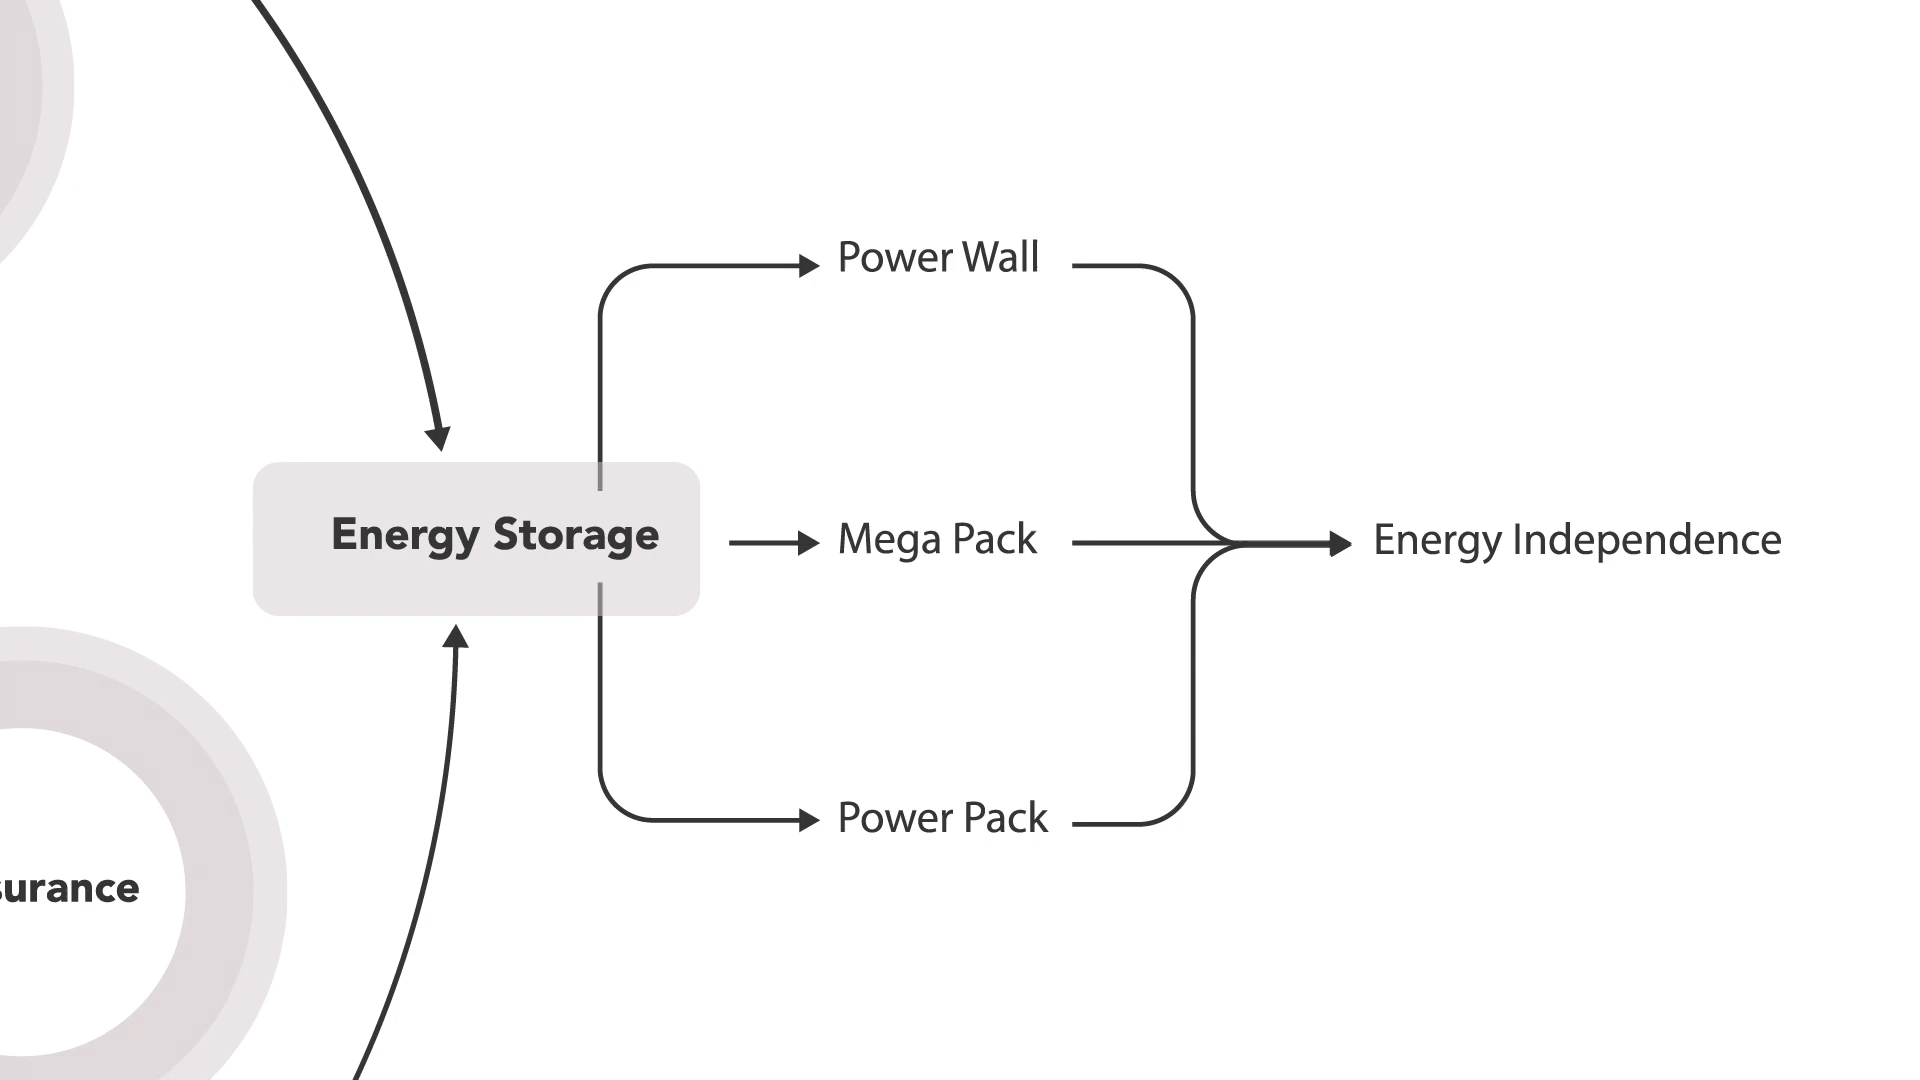 Power Wall
Energy Storage
Mega Pack
Energy Independence
Power Pack
surance